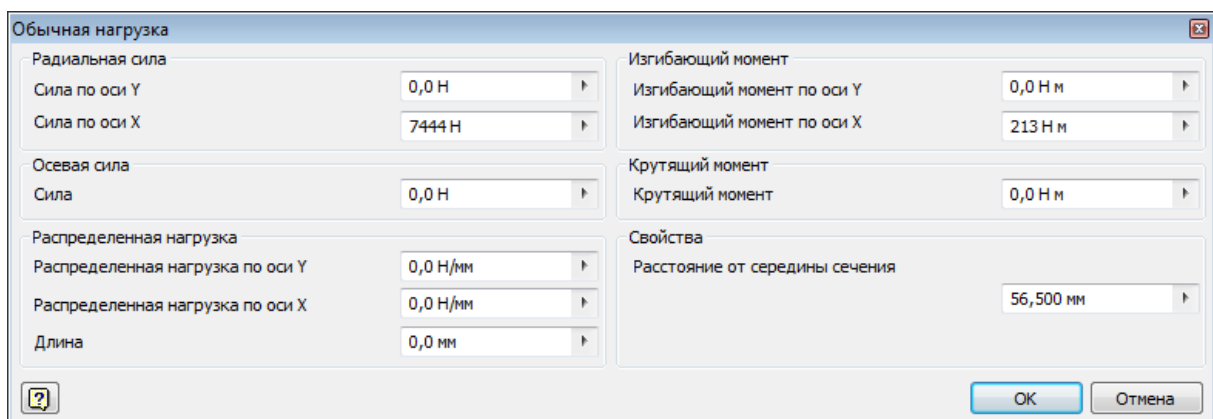 Обычная нагрузка
Радиальная сила
Сила по оси Y 0,0 Н
Сила по оси X 7444 Н
Осевая сила
Сила 0,0 Н
Распределенная нагрузка
Распределенная нагрузка по оси Y 0,0 Н/мм
Распределенная нагрузка по оси X 0,0 Н/мм
Длина 0,0 мм
Изгибающий момент
Изгибающий момент по оси Y 0,0 Н м
Изгибающий момент по оси X 213 Н м
Крутящий момент
Крутящий момент 0,0 Н м
Свойства
Расстояние от середины сечения
56,500 мм
?
ОК Отмена